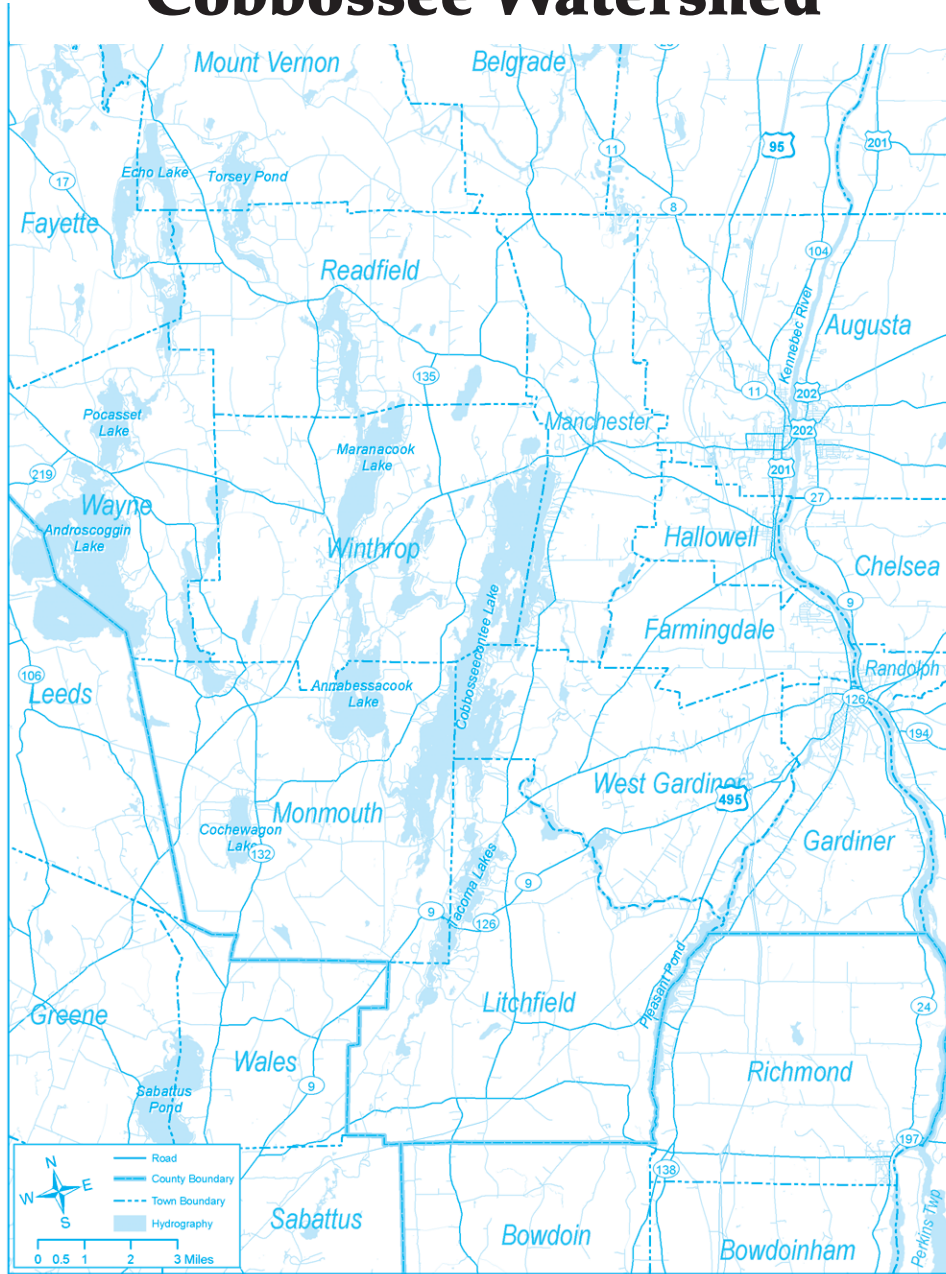 Cobbossee Watershed
Mount Vernon
Belgrade
11
95
201
Echo Lake
Torsey Pond
17
8
Fayette
104
Readfield
Kennebec River
Augusta
135
11
202
Pocasset
Lake
Manchester
202
Maranacook
Lake
219
201
27
Wayne
Androscoggin
Lake
Winthrop
Hallowell
Chelsea
9
Cobbosseecontee Lake
Farmingdale
106
Leeds
Randolph
Annabessacook
Lake
126
194
West Gardiner
495
Monmouth
Cochewagon
Lake
132
Gardiner
Tacoma Lakes
9
9
126
Pleasant Pond
Litchfield
24
Greene
Wales
Richmond
9
Sabattus
Pond
197
138
N
W
E
S
Road
County Boundary
Town Boundary
Hydrography
0 0.5 1 2 3 Miles
Sabattus
Bowdoin
Bowdoinham
Perkins Twp